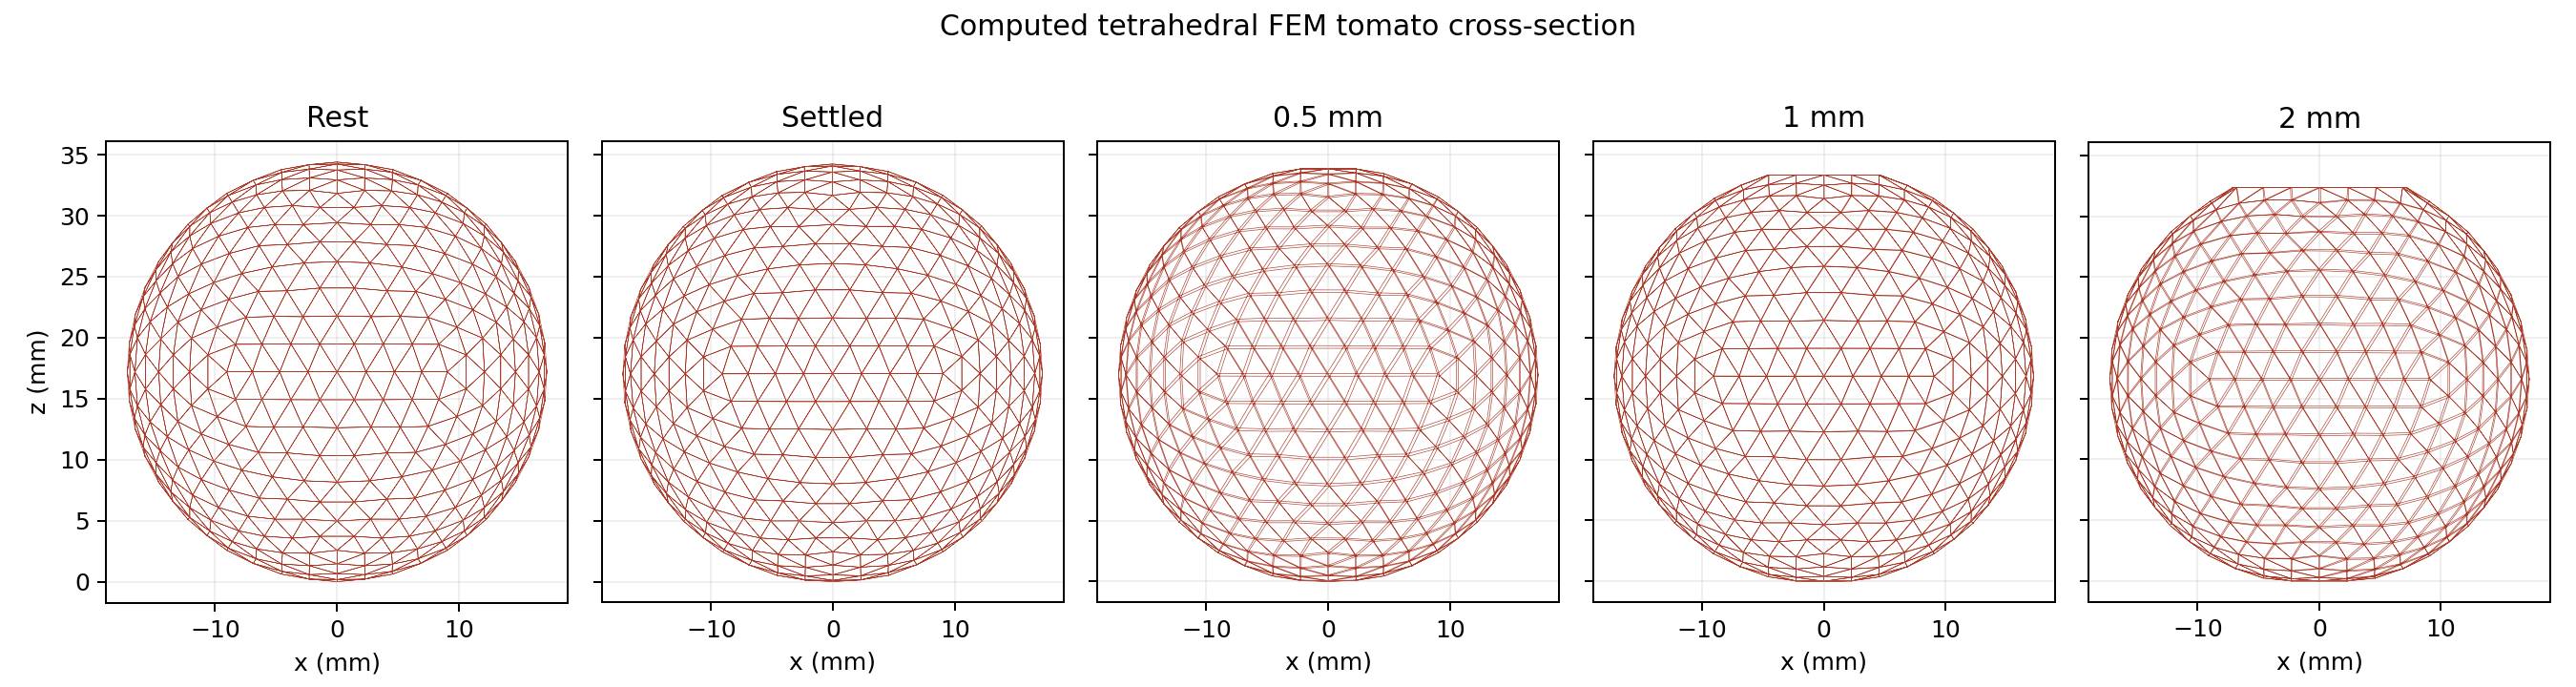 Computed tetrahedral FEM tomato cross-section
Rest
Settled
0.5 mm
1 mm
2 mm
z (mm)
35
30
25
20
15
10
5
0
−10 0 10
−10 0 10
−10 0 10
−10 0 10
−10 0 10
x (mm)
x (mm)
x (mm)
x (mm)
x (mm)